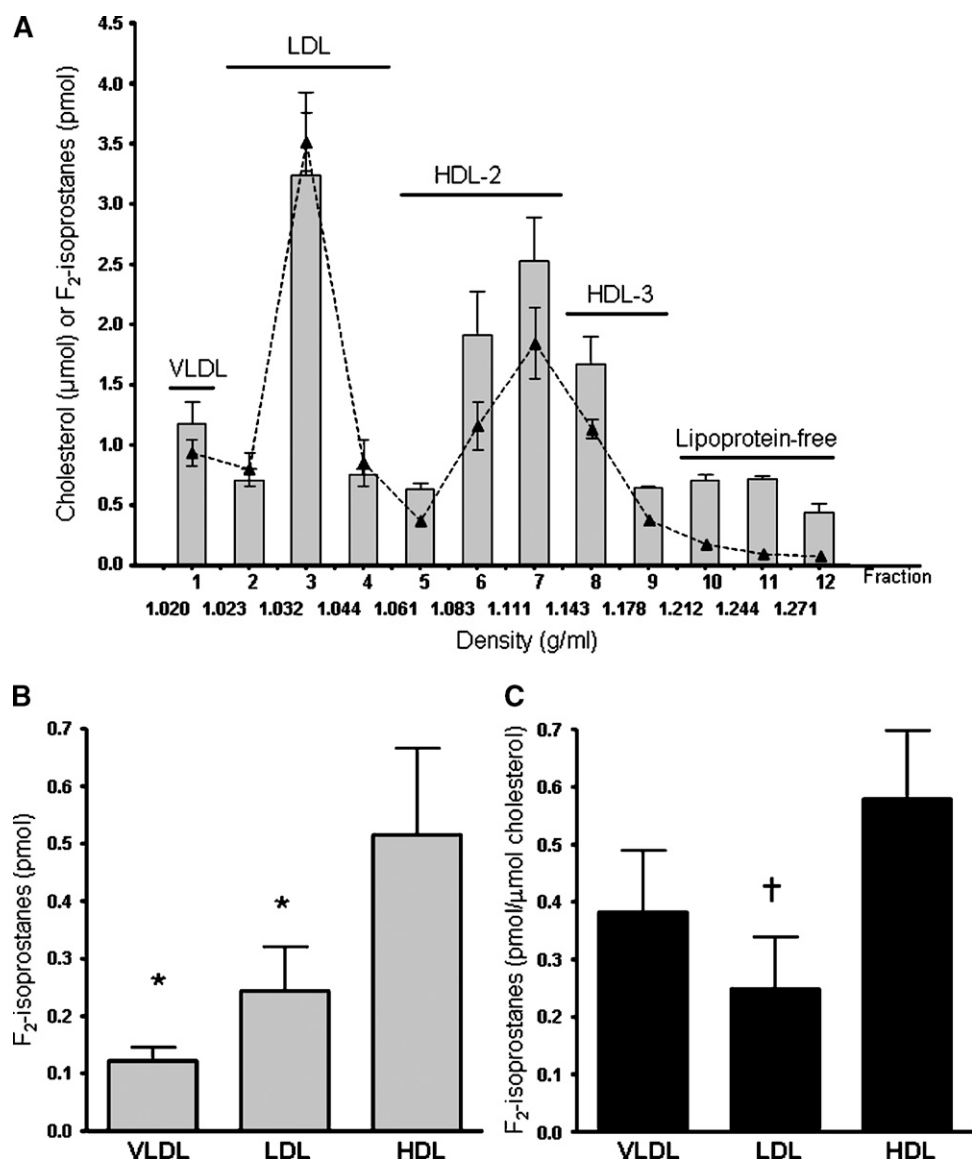 A
Cholesterol (µmol) or F₂-isoprostanes (pmol)
4.5
4.0
3.5
3.0
2.5
2.0
1.5
1.0
0.5
0.0
LDL
HDL-2
HDL-3
VLDL
Lipoprotein-free
1 2 3 4 5 6 7 8 9 10 11 12 Fraction
1.020 1.023 1.032 1.044 1.061 1.083 1.111 1.143 1.178 1.212 1.244 1.271
Density (g/ml)
B
F₂-isoprostanes (pmol)
0.7
0.6
0.5
0.4
0.3
0.2
0.1
0.0
*
*
VLDL LDL HDL
C
F₂-isoprostanes (pmol/µmol cholesterol)
0.7
0.6
0.5
0.4
0.3
0.2
0.1
0.0
†
VLDL LDL HDL